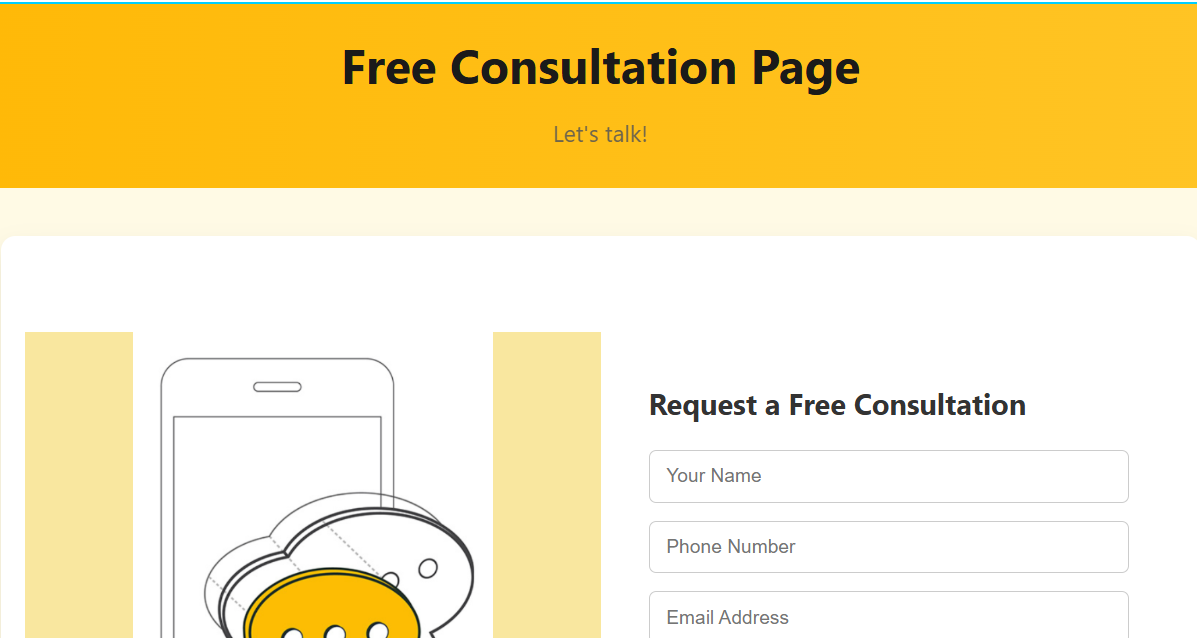 Free Consultation Page
Let's talk!
Request a Free Consultation
Your Name
Phone Number
Email Address